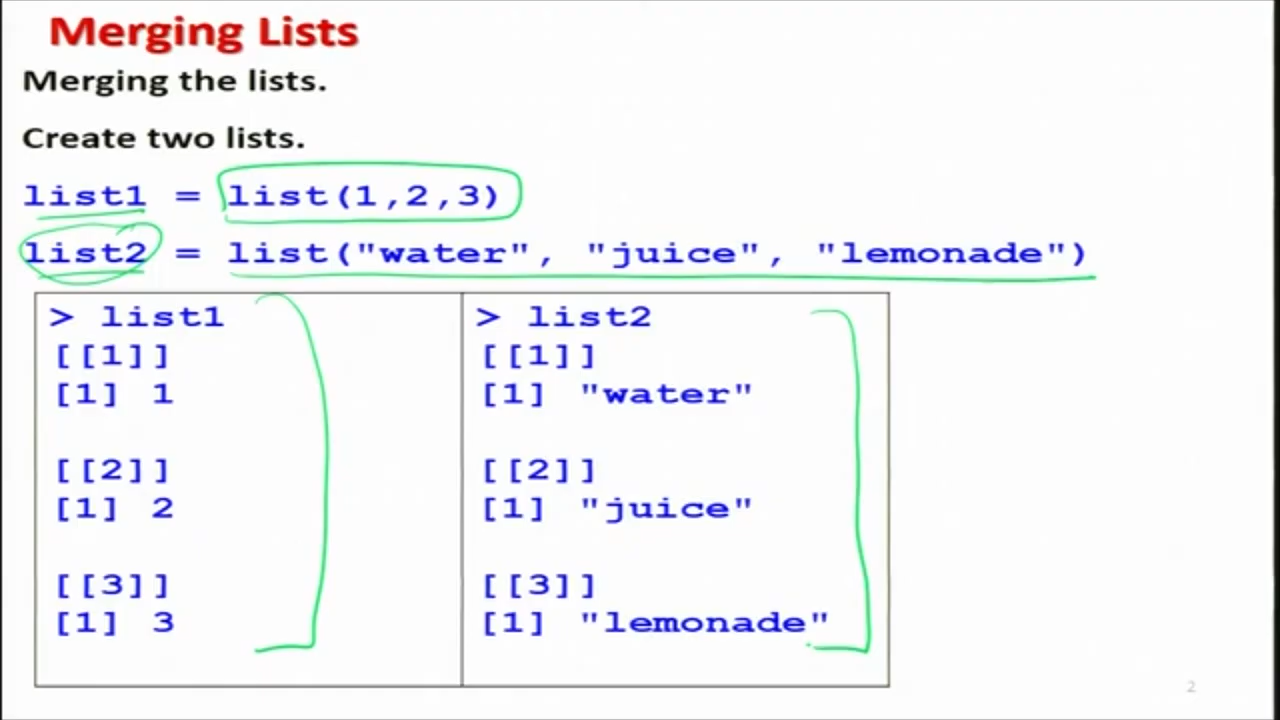 Merging Lists
Merging the lists.
Create two lists.
list1 = list(1,2,3)
list2 = list("water", "juice", "lemonade")
> list1
[[1]]
[1] 1
[[2]]
[1] 2
[[3]]
[1] 3
> list2
[[1]]
[1] "water"
[[2]]
[1] "juice"
[[3]]
[1] "lemonade"
2